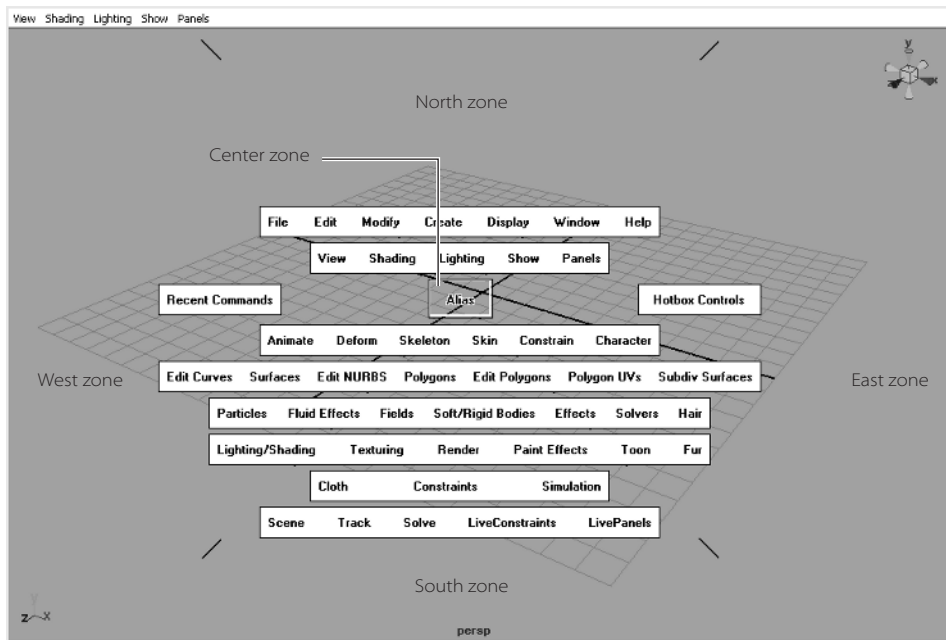 View Shading Lighting Show Panels
y
x
North zone
Center zone
File Edit Modify Create Display Window Help
View Shading Lighting Show Panels
Recent Commands Alias Hotbox Controls
Animate Deform Skeleton Skin Constrain Character
West zone Edit Curves Surfaces Edit NURBS Polygons Edit Polygons Polygon UVs Subdiv Surfaces East zone
Particles Fluid Effects Fields Soft/Rigid Bodies Effects Solvers Hair
Lighting/Shading Texturing Render Paint Effects Toon Fur
Cloth Constraints Simulation
Scene Track Solve LiveConstraints LivePanels
South zone
y
z x
persp